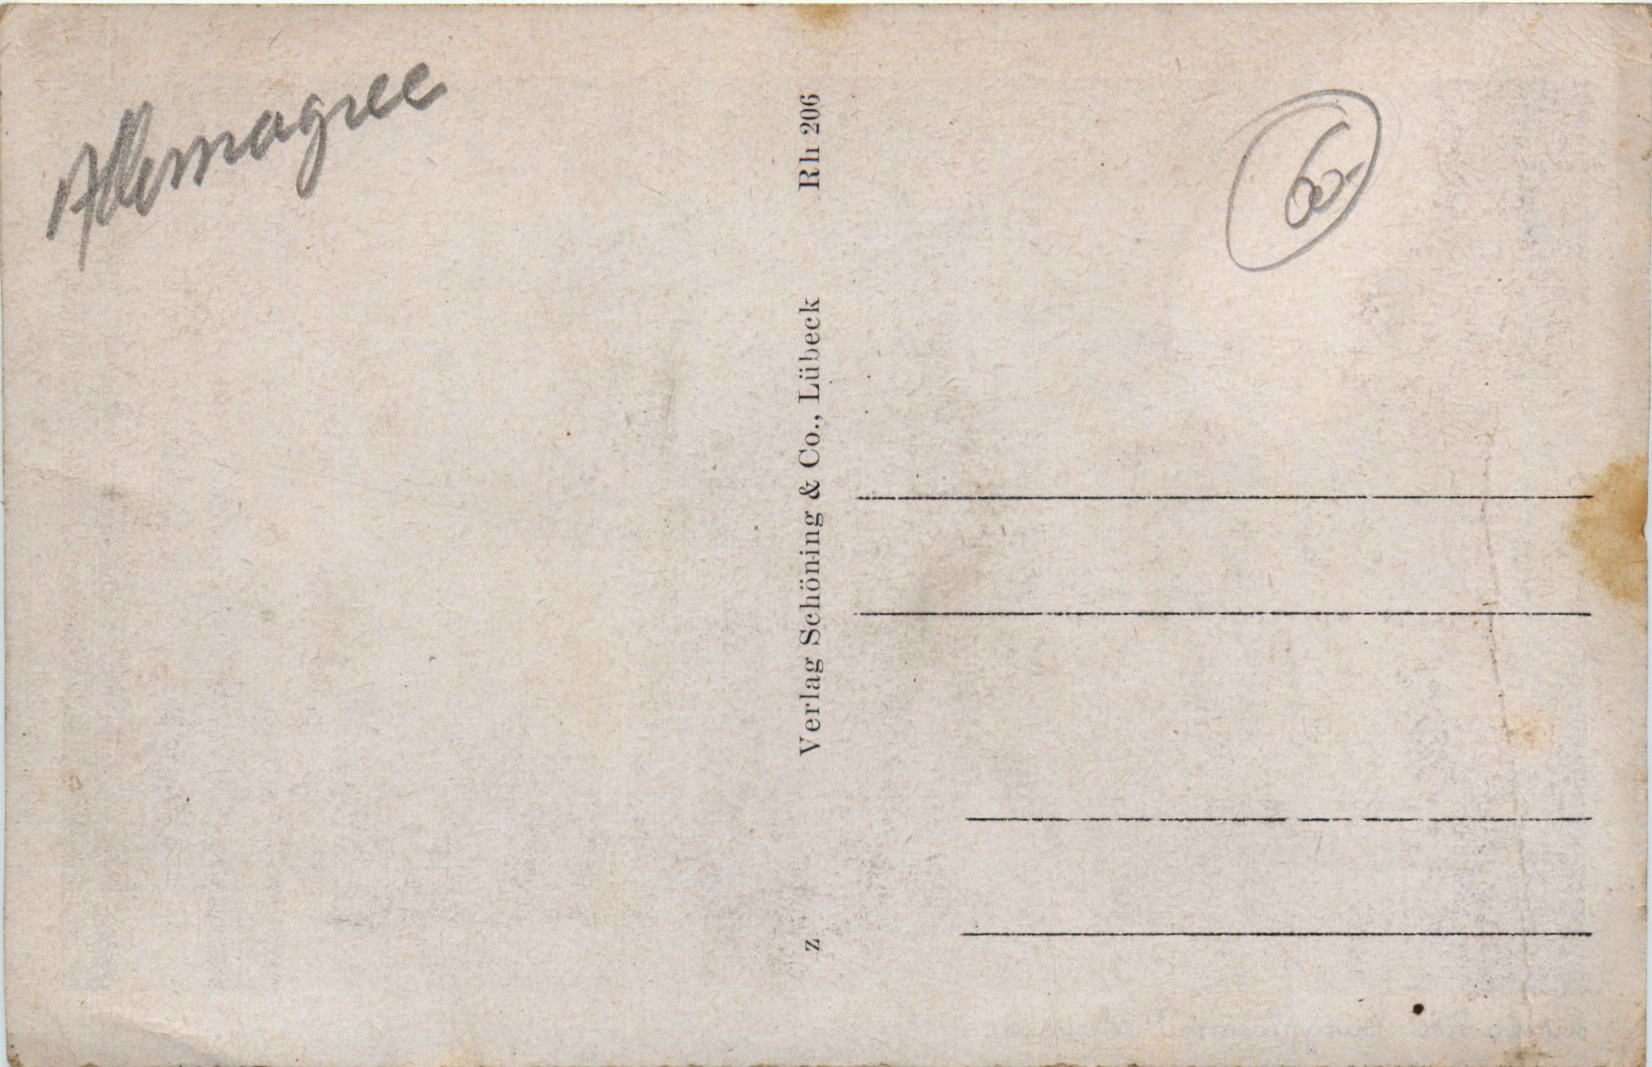 Allemagne
60-
Verlag Schöning & Co., Lübeck Rh 206
z